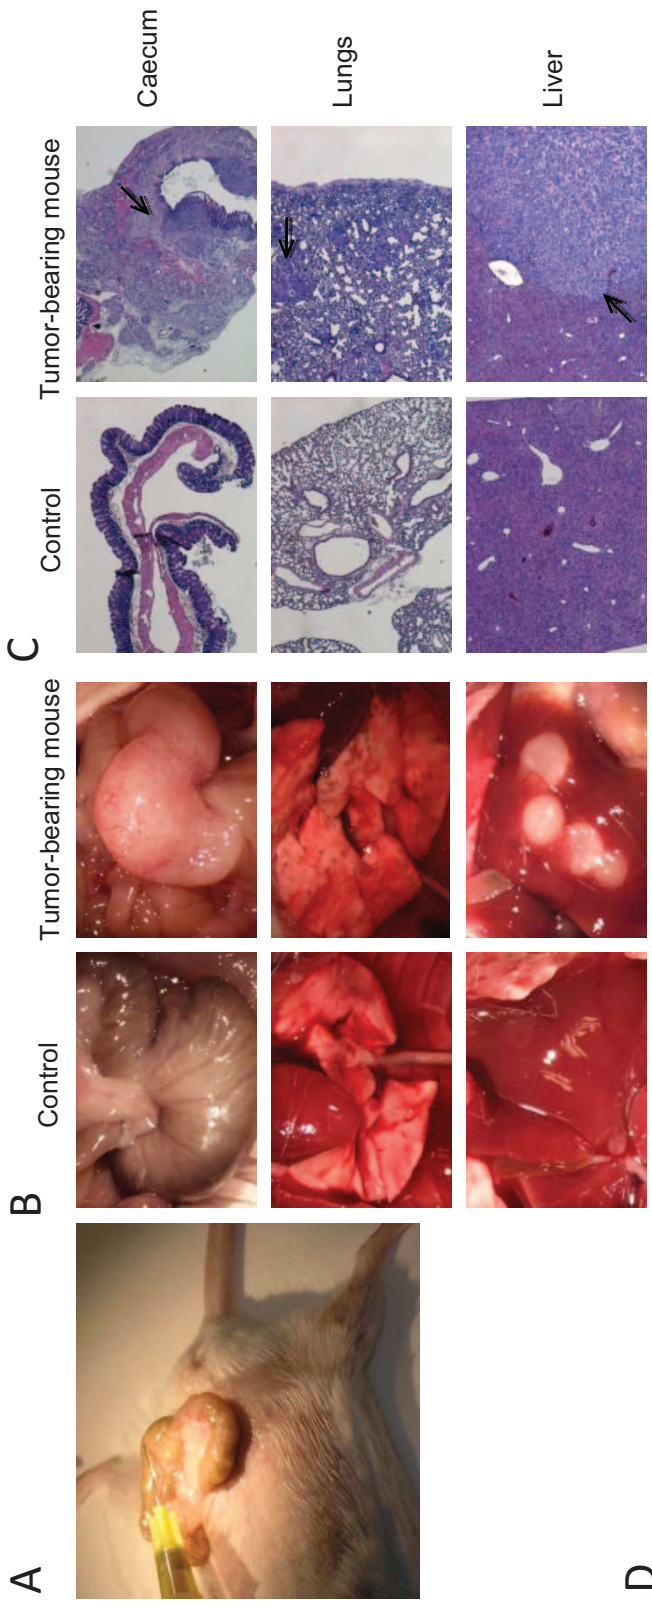 A
B
Control
Tumor-bearing mouse
C
Control
Tumor-bearing mouse
Caecum
Lungs
Liver
D